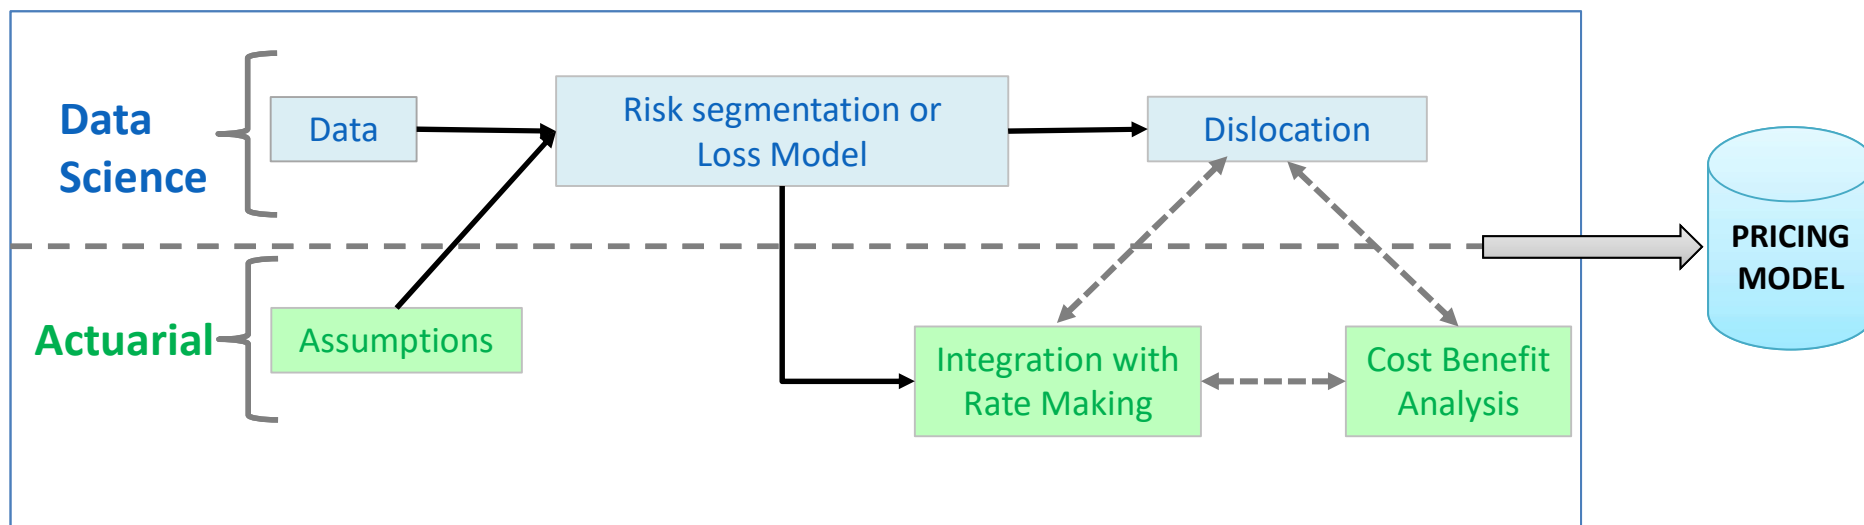 Data
Science
Data
Risk segmentation or
Loss Model
Dislocation
PRICING
MODEL
Actuarial
Assumptions
Integration with
Rate Making
Cost Benefit
Analysis